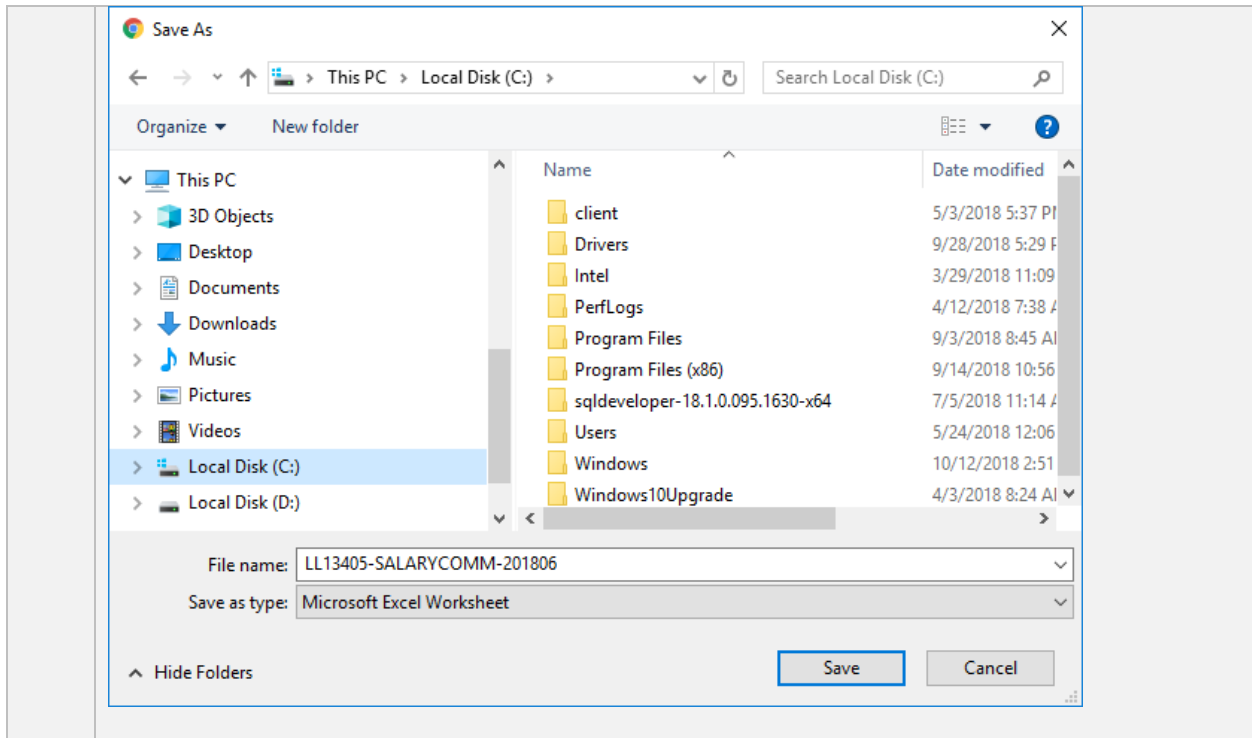 Save As
This PC > Local Disk (C:) >
Search Local Disk (C:)
Organize New folder
?
This PC
3D Objects
Desktop
Documents
Downloads
Music
Pictures
Videos
Local Disk (C:)
Local Disk (D:)
Name Date modified
client 5/3/2018 5:37 PM
Drivers 9/28/2018 5:29
Intel 3/29/2018 11:09
PerfLogs 4/12/2018 7:38
Program Files 9/3/2018 8:45 AM
Program Files (x86) 9/14/2018 10:56
sqldeveloper-18.1.0.095.1630-x64 7/5/2018 11:14
Users 5/24/2018 12:06
Windows 10/12/2018 2:51
Windows10Upgrade 4/3/2018 8:24 AM
File name: LL13405-SALARYCOMM-201806
Save as type: Microsoft Excel Worksheet
Hide Folders
Save Cancel